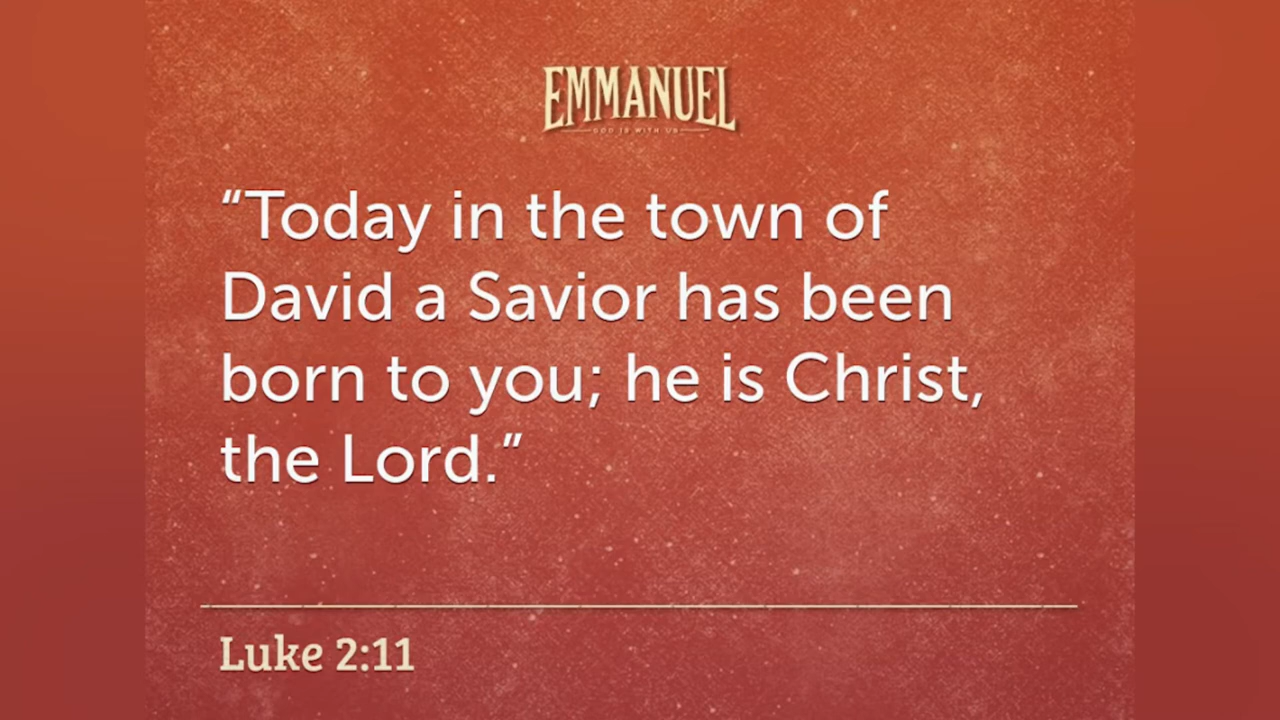 EMMANUEL
GOD IS WITH US
“Today in the town of
David a Savior has been
born to you; he is Christ,
the Lord.”
Luke 2:11